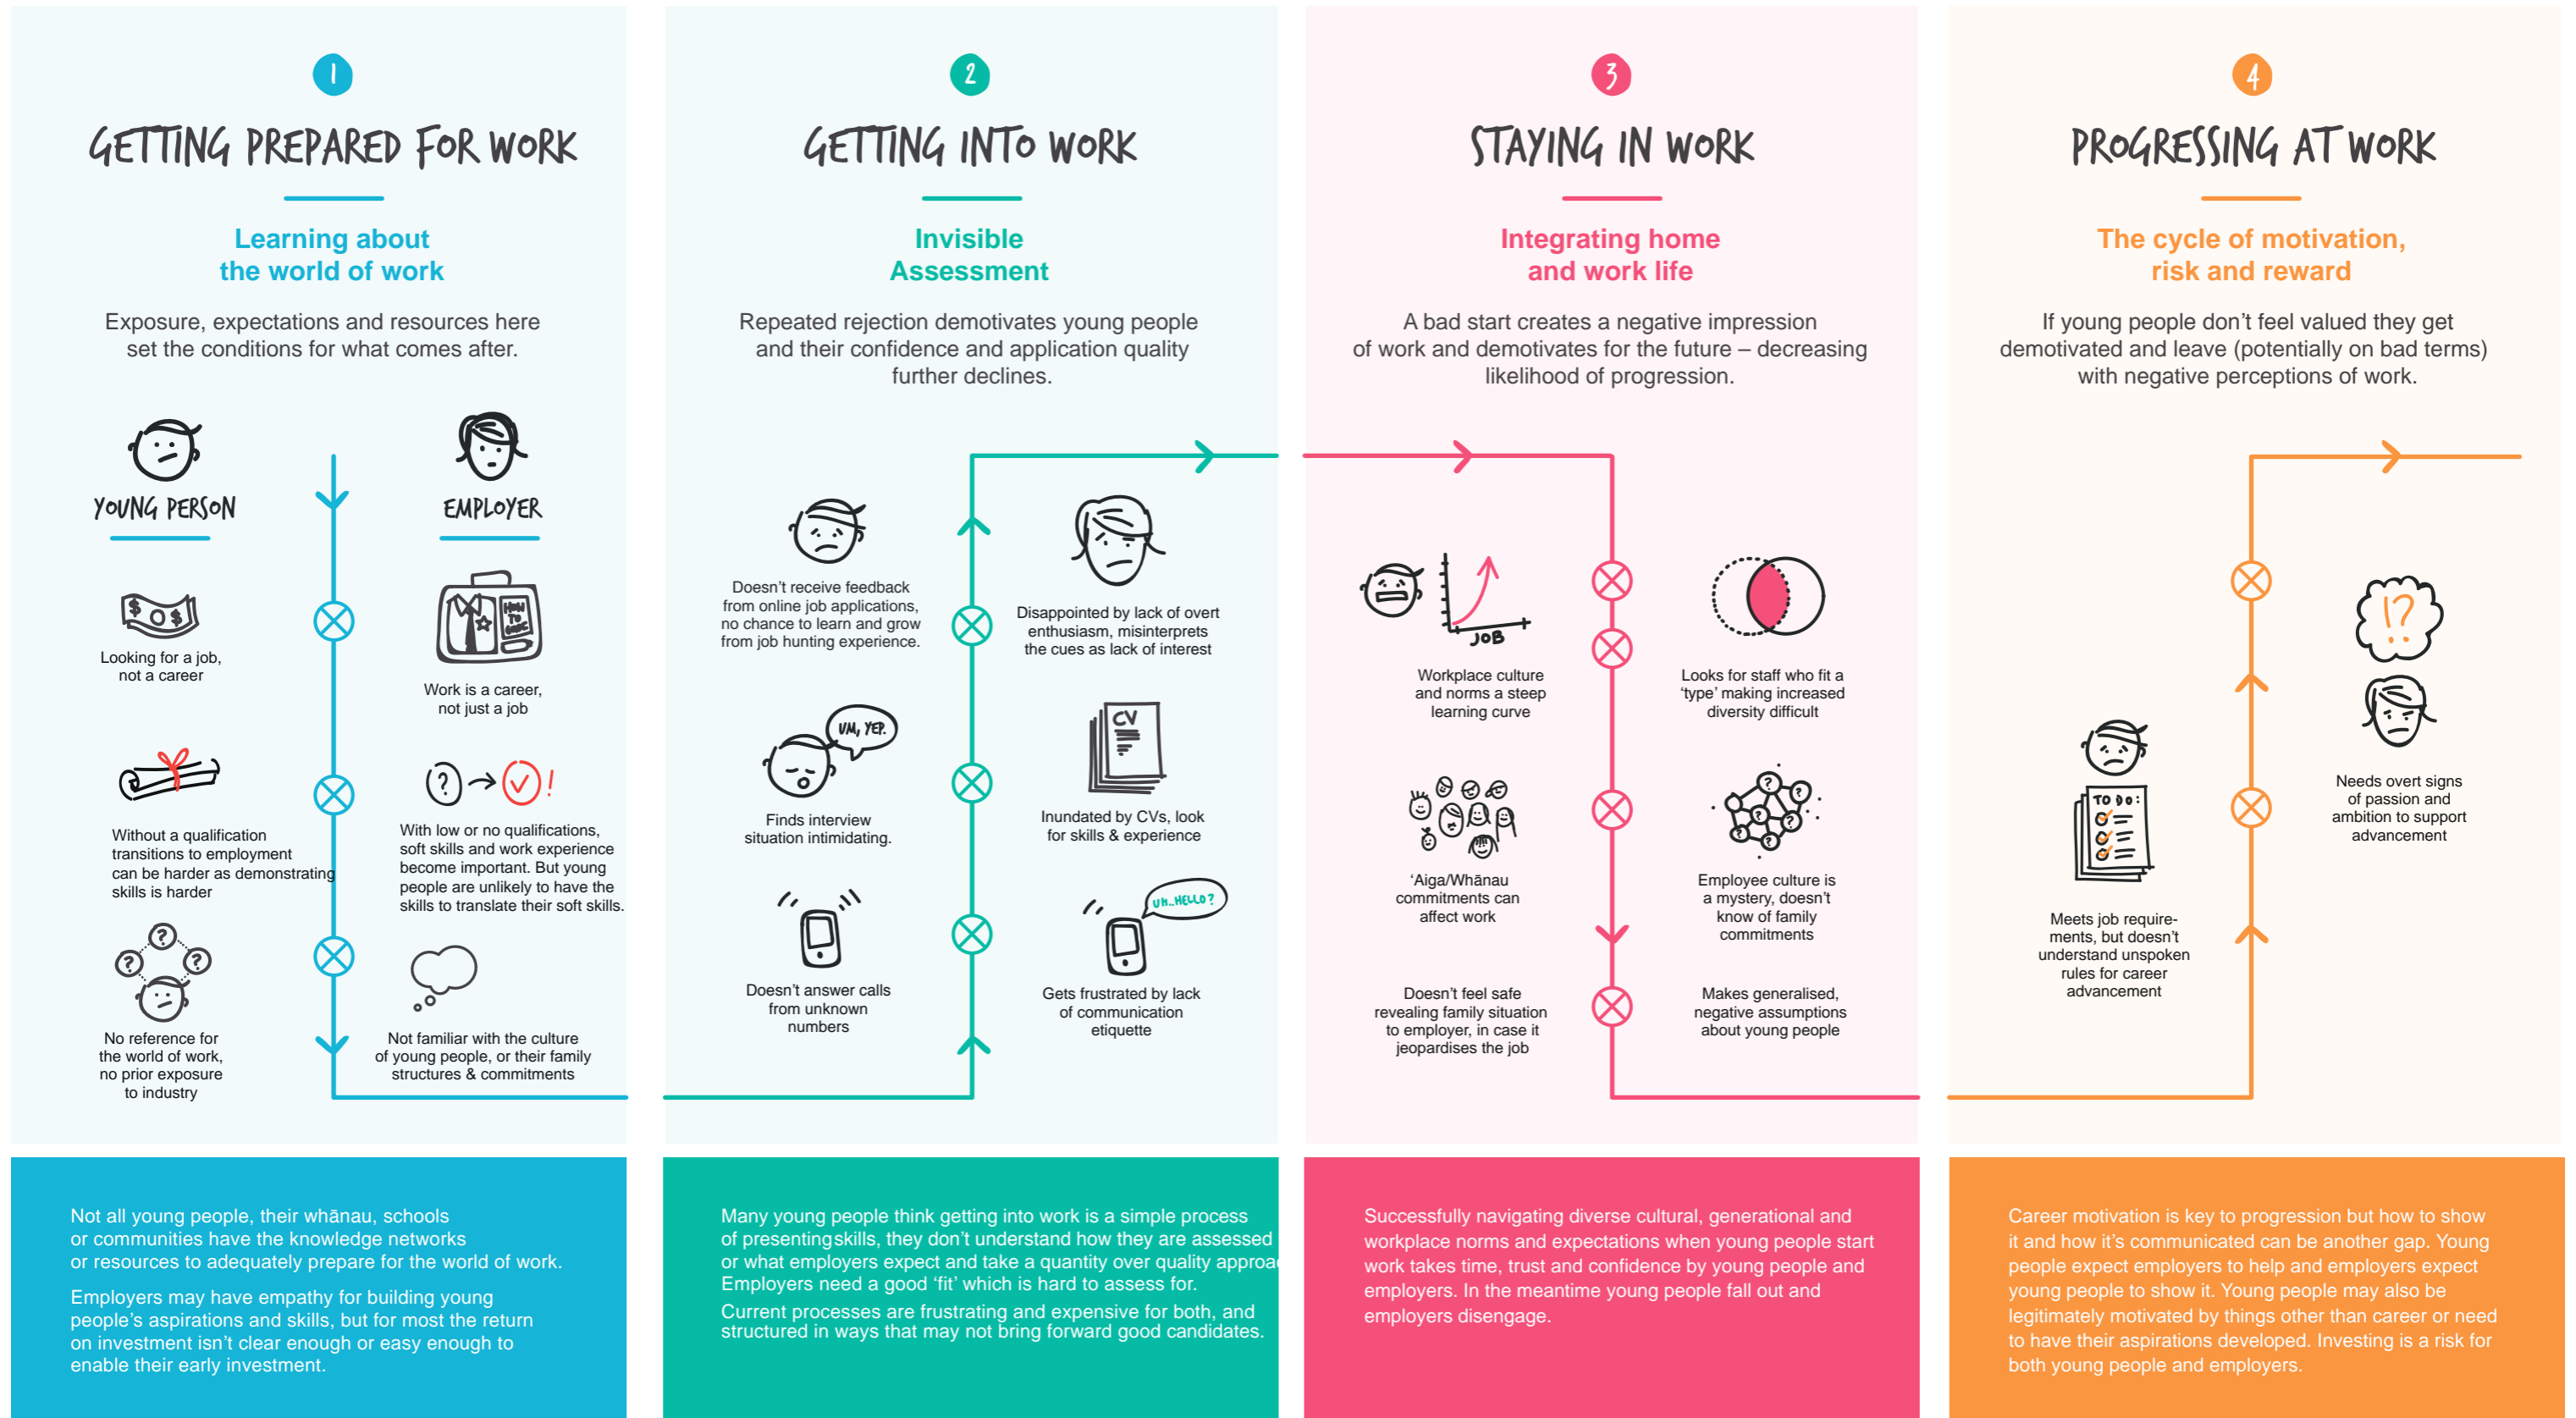 1
GETTING PREPARED FOR WORK
Learning about
the world of work
Exposure, expectations and resources here
set the conditions for what comes after.
YOUNG PERSON
EMPLOYER
$ 0 $
Looking for a job,
not a career
HOW
TO
Work is a career,
not just a job
Without a qualification
transitions to employment
can be harder as demonstrating
skills is harder
? !
With low or no qualifications,
soft skills and work experience
become important. But young
people are unlikely to have the
skills to translate their soft skills.
? ? ?
No reference for
the world of work,
no prior exposure
to industry
Not familiar with the culture
of young people, or their family
structures & commitments
Not all young people, their whānau, schools
or communities have the knowledge networks
or resources to adequately prepare for the world of work.
Employers may have empathy for building young
people's aspirations and skills, but for most the return
on investment isn't clear enough or easy enough to
enable their early investment.
2
GETTING INTO WORK
Invisible
Assessment
Repeated rejection demotivates young people
and their confidence and application quality
further declines.
Doesn't receive feedback
from online job applications,
no chance to learn and grow
from job hunting experience.
Disappointed by lack of overt
enthusiasm, misinterprets
the cues as lack of interest
UM, YEP.
Finds interview
situation intimidating.
CV
Inundated by CVs, look
for skills & experience
Doesn't answer calls
from unknown
numbers
UM..HELLO?
Gets frustrated by lack
of communication
etiquette
Many young people think getting into work is a simple process
of presentingskills, they don't understand how they are assessed
or what employers expect and take a quantity over quality approa
Employers need a good 'fit' which is hard to assess for.
Current processes are frustrating and expensive for both, and
structured in ways that may not bring forward good candidates.
3
STAYING IN WORK
Integrating home
and work life
A bad start creates a negative impression
of work and demotivates for the future – decreasing
likelihood of progression.
JOB
Workplace culture
and norms a steep
learning curve
Looks for staff who fit a
'type' making increased
diversity difficult
'Aiga/Whānau
commitments can
affect work
? ? ? ? ? ?
Employee culture is
a mystery, doesn't
know of family
commitments
Doesn't feel safe
revealing family situation
to employer, in case it
jeopardises the job
Makes generalised,
negative assumptions
about young people
Successfully navigating diverse cultural, generational and
workplace norms and expectations when young people start
work takes time, trust and confidence by young people and
employers. In the meantime young people fall out and
employers disengage.
4
PROGRESSING AT WORK
The cycle of motivation,
risk and reward
If young people don't feel valued they get
demotivated and leave (potentially on bad terms)
with negative perceptions of work.
!?
Needs overt signs
of passion and
ambition to support
advancement
TO DO:
Meets job require-
ments, but doesn't
understand unspoken
rules for career
advancement
Career motivation is key to progression but how to show
it and how it's communicated can be another gap. Young
people expect employers to help and employers expect
young people to show it. Young people may also be
legitimately motivated by things other than career or need
to have their aspirations developed. Investing is a risk for
both young people and employers.